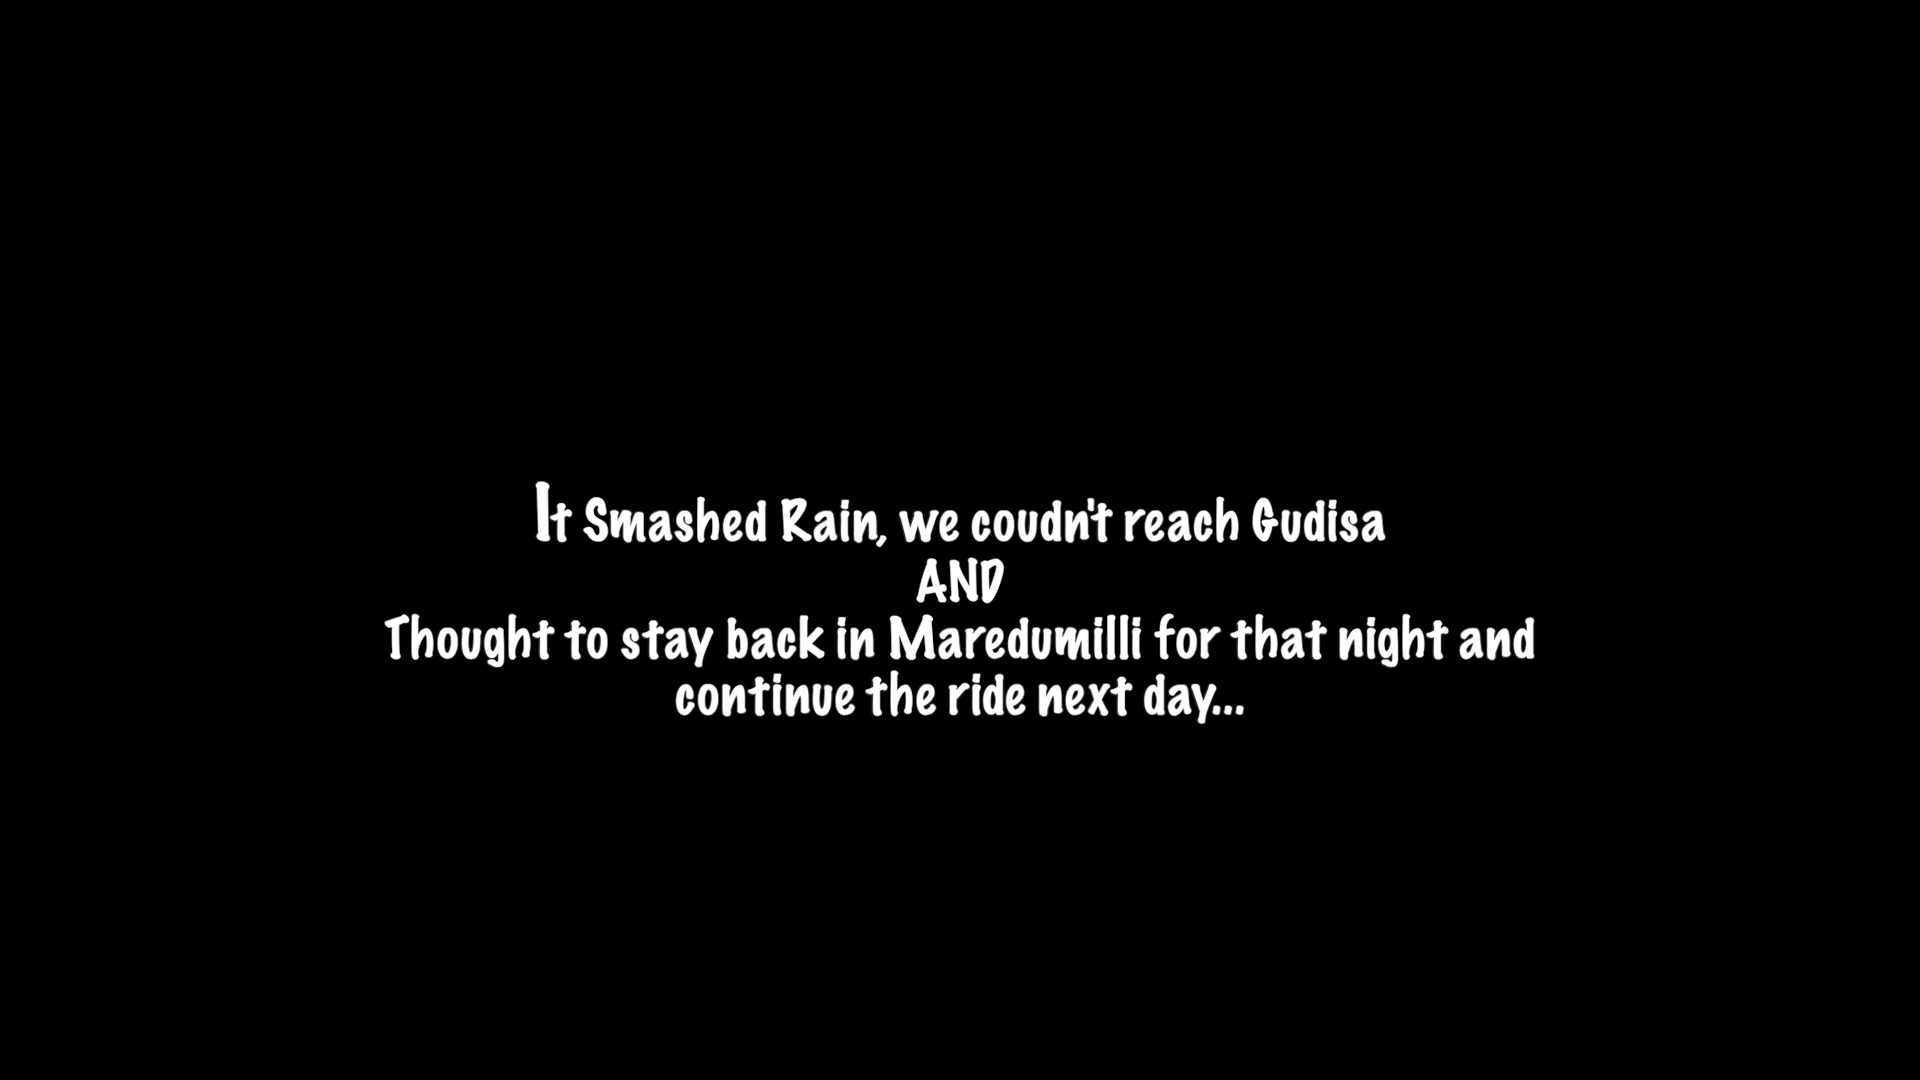 It Smashed Rain, we coudn't reach Gudisa
AND
Thought to stay back in Maredumilli for that night and
continue the ride next day...